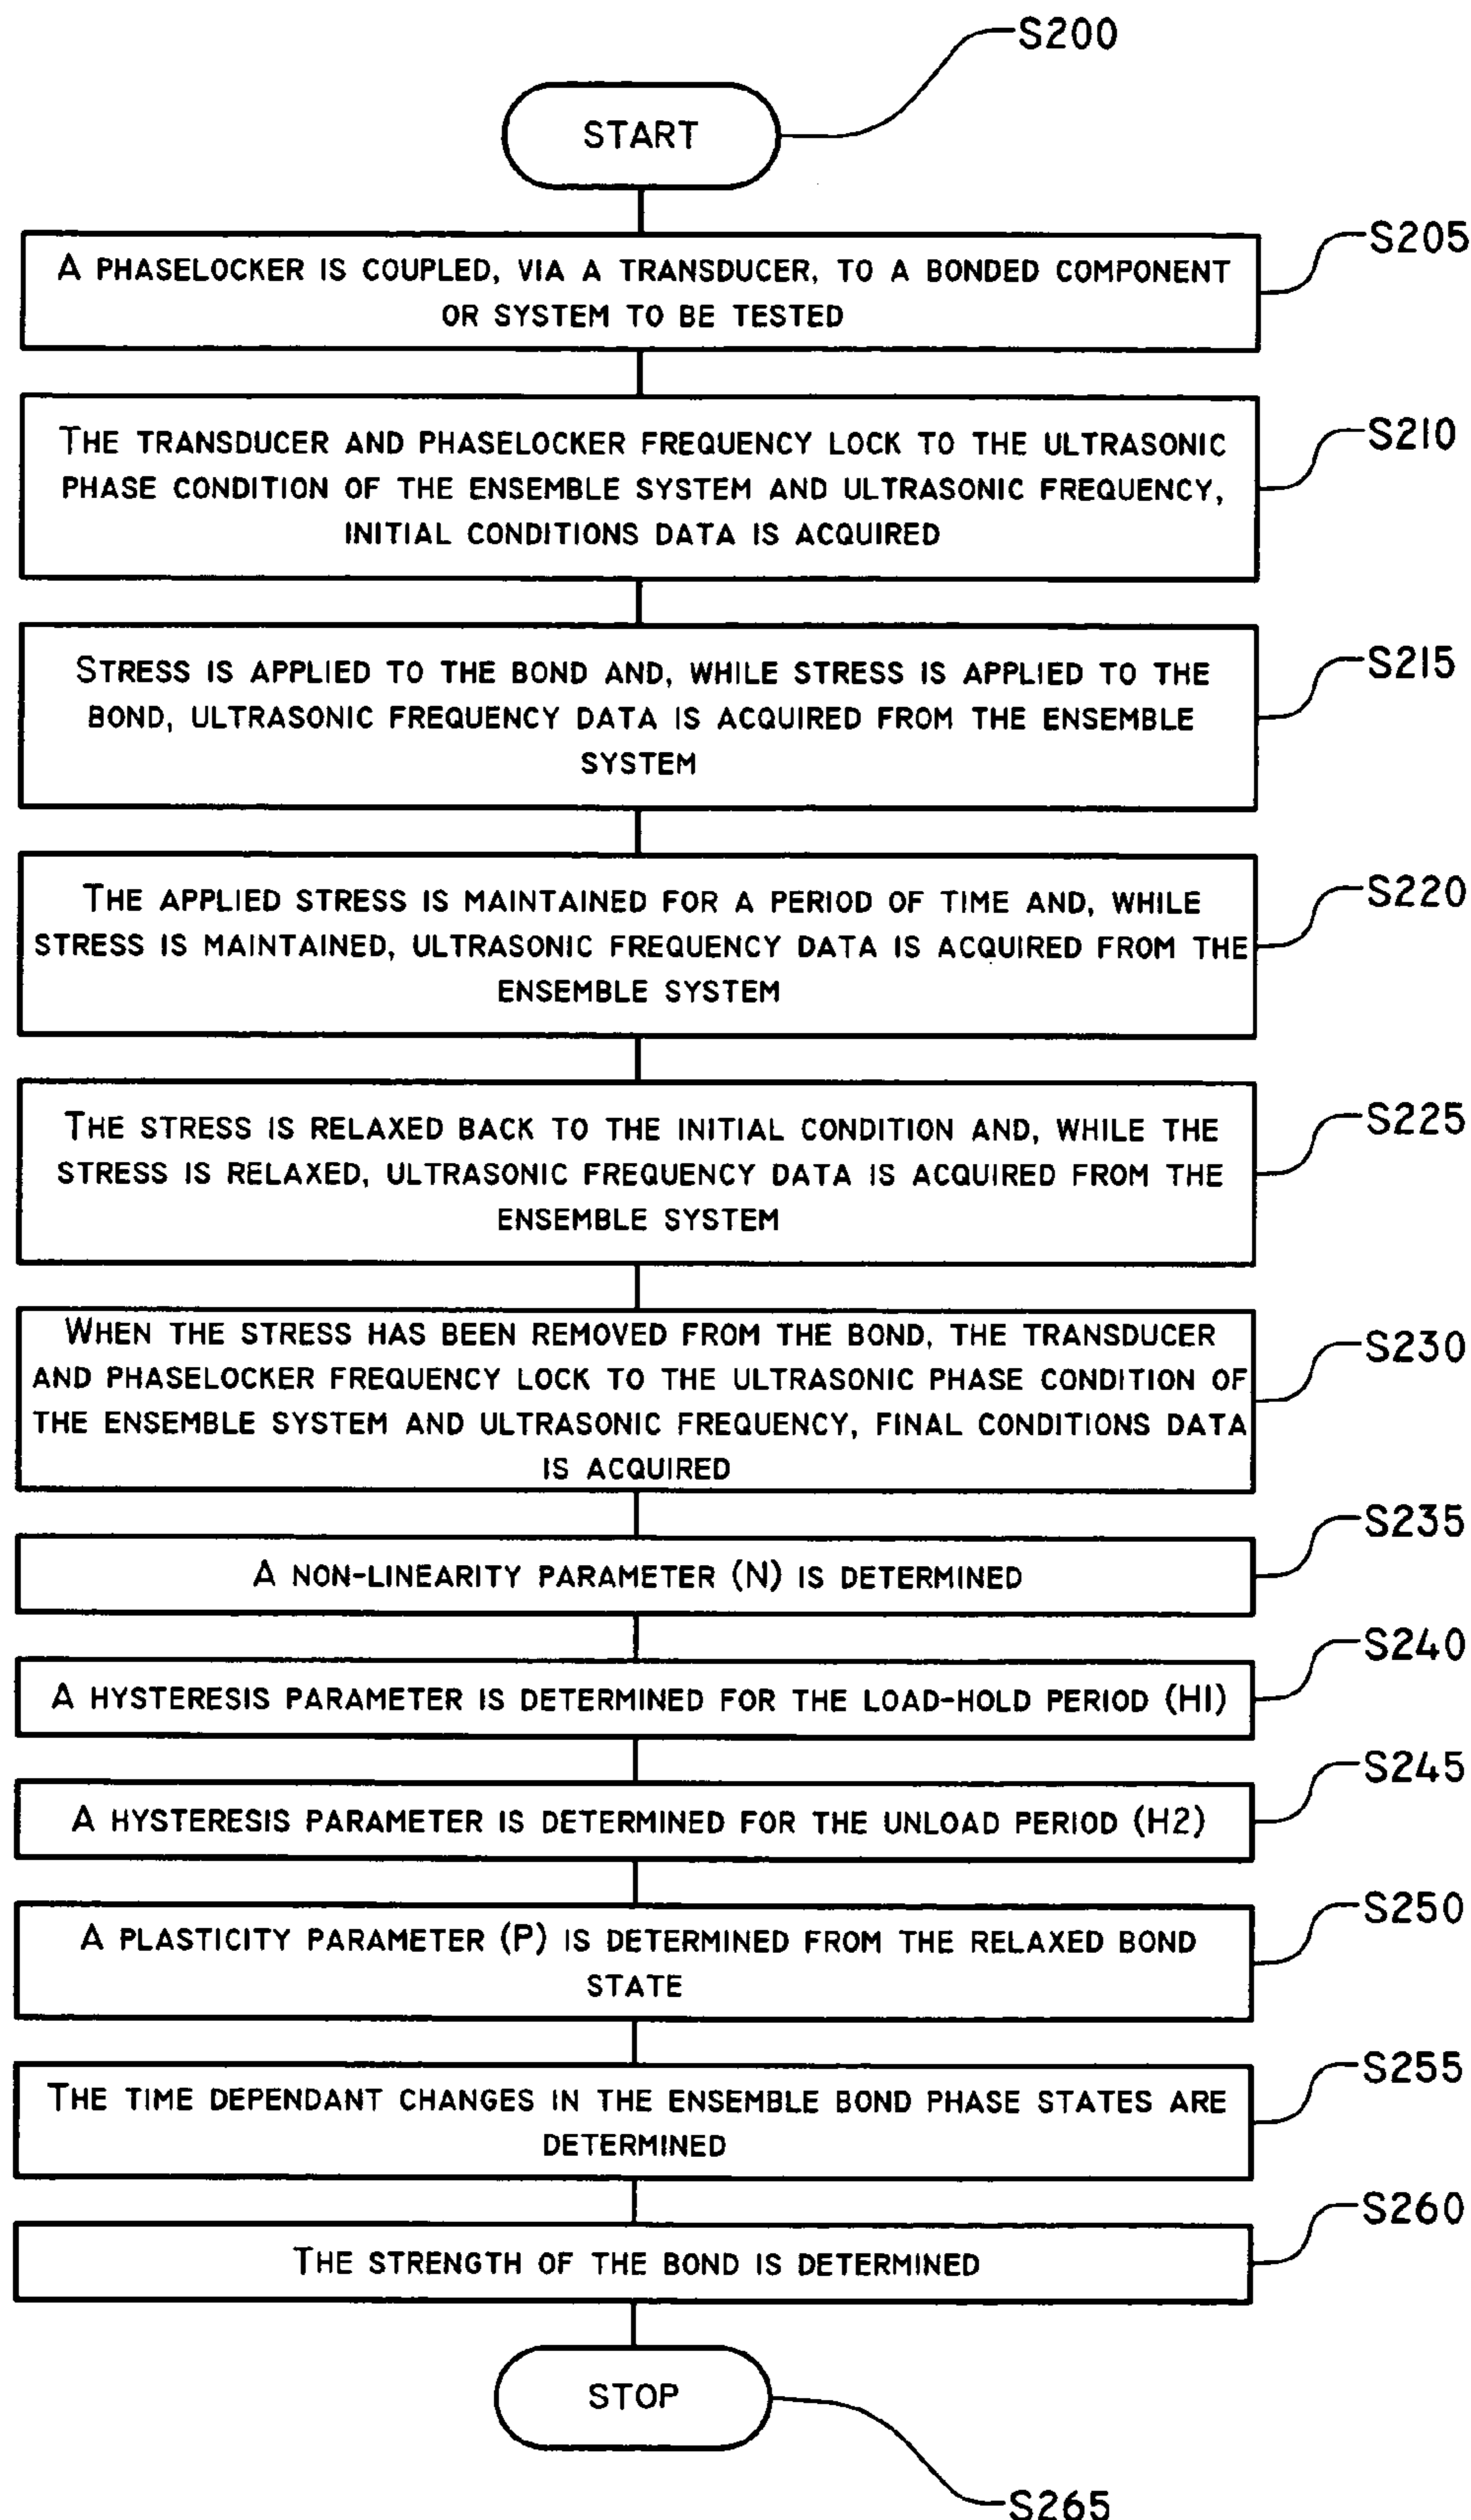 S200
START
S205
A PHASELOCKER IS COUPLED, VIA A TRANSDUCER, TO A BONDED COMPONENT
OR SYSTEM TO BE TESTED
S210
THE TRANSDUCER AND PHASELOCKER FREQUENCY LOCK TO THE ULTRASONIC
PHASE CONDITION OF THE ENSEMBLE SYSTEM AND ULTRASONIC FREQUENCY,
INITIAL CONDITIONS DATA IS ACQUIRED
S215
STRESS IS APPLIED TO THE BOND AND, WHILE STRESS IS APPLIED TO THE
BOND, ULTRASONIC FREQUENCY DATA IS ACQUIRED FROM THE ENSEMBLE
SYSTEM
S220
THE APPLIED STRESS IS MAINTAINED FOR A PERIOD OF TIME AND, WHILE
STRESS IS MAINTAINED, ULTRASONIC FREQUENCY DATA IS ACQUIRED FROM THE
ENSEMBLE SYSTEM
S225
THE STRESS IS RELAXED BACK TO THE INITIAL CONDITION AND, WHILE THE
STRESS IS RELAXED, ULTRASONIC FREQUENCY DATA IS ACQUIRED FROM THE
ENSEMBLE SYSTEM
S230
WHEN THE STRESS HAS BEEN REMOVED FROM THE BOND, THE TRANSDUCER
AND PHASELOCKER FREQUENCY LOCK TO THE ULTRASONIC PHASE CONDITION OF
THE ENSEMBLE SYSTEM AND ULTRASONIC FREQUENCY, FINAL CONDITIONS DATA
IS ACQUIRED
S235
A NON-LINEARITY PARAMETER (N) IS DETERMINED
S240
A HYSTERESIS PARAMETER IS DETERMINED FOR THE LOAD-HOLD PERIOD (H1)
S245
A HYSTERESIS PARAMETER IS DETERMINED FOR THE UNLOAD PERIOD (H2)
S250
A PLASTICITY PARAMETER (P) IS DETERMINED FROM THE RELAXED BOND
STATE
S255
THE TIME DEPENDANT CHANGES IN THE ENSEMBLE BOND PHASE STATES ARE
DETERMINED
S260
THE STRENGTH OF THE BOND IS DETERMINED
STOP
S265